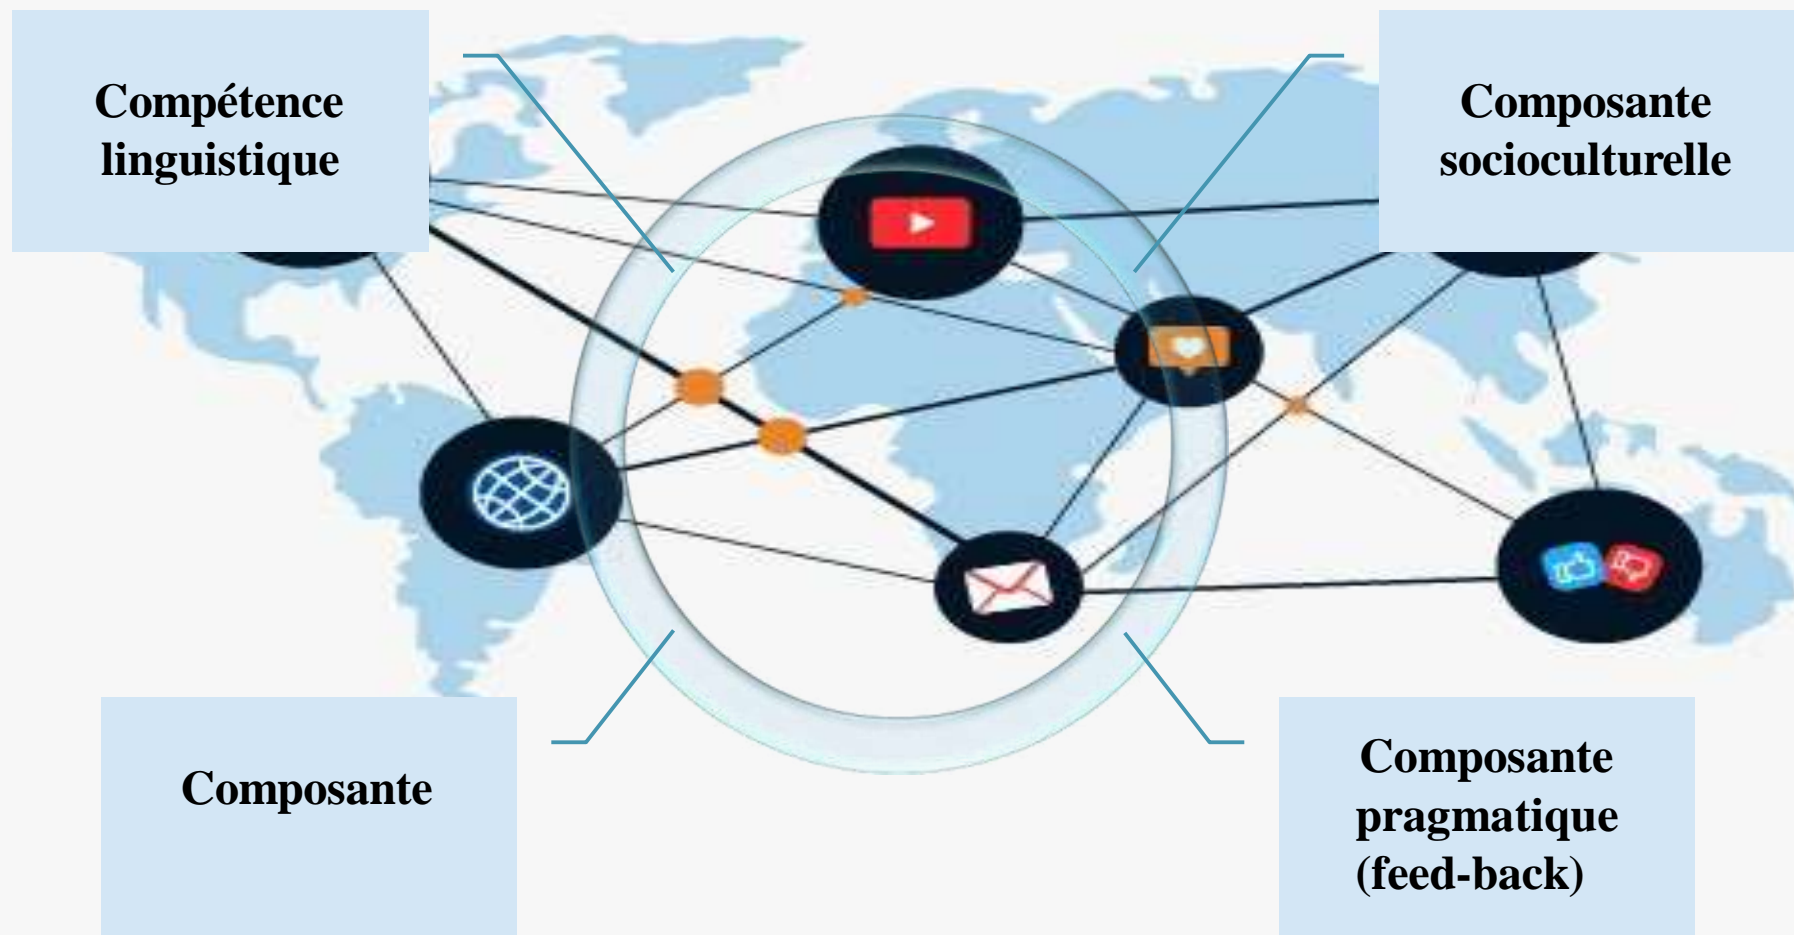 Compétence
linguistique
Composante
socioculturelle
Composante
Composante
pragmatique
(feed-back)